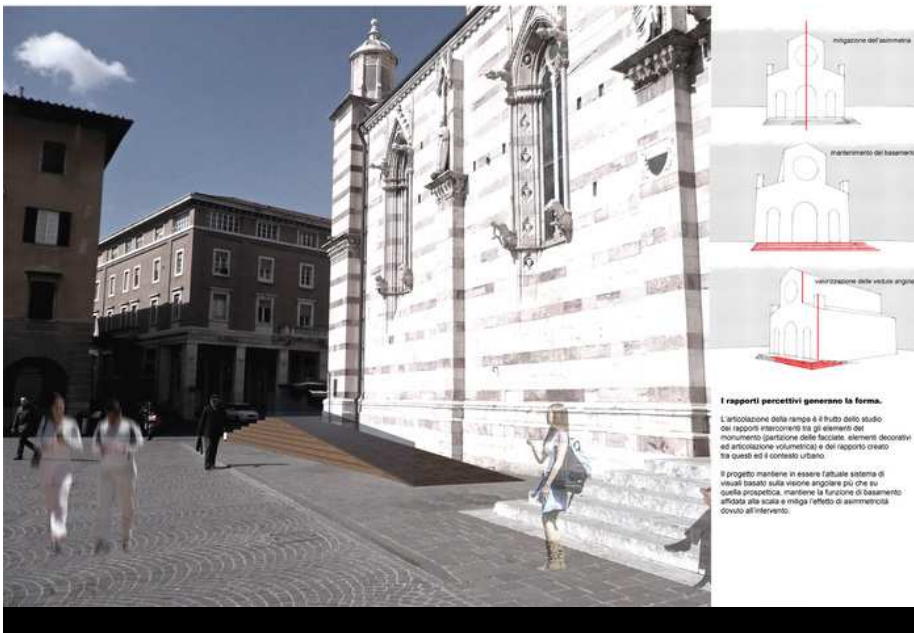 mitigazione dell'asimmetria
mantenimento del basamento
valorizzazione delle vedute angolari
I rapporti percettivi generano la forma.
L'articolazione della rampa è il frutto dello studio
dei rapporti intercorrenti tra gli elementi del
monumento (partizione delle facciate, elementi decorativi
ed articolazione volumetrica) e del rapporto creato
tra questi ed il contesto urbano.
Il progetto mantiene in essere l'attuale sistema di
visuali basato sulla visione angolare più che su
quella prospettica, mantiene la funzione di basamento
affidata alla scala e mitiga l'effetto di asimmetricità
dovuto all'intervento.